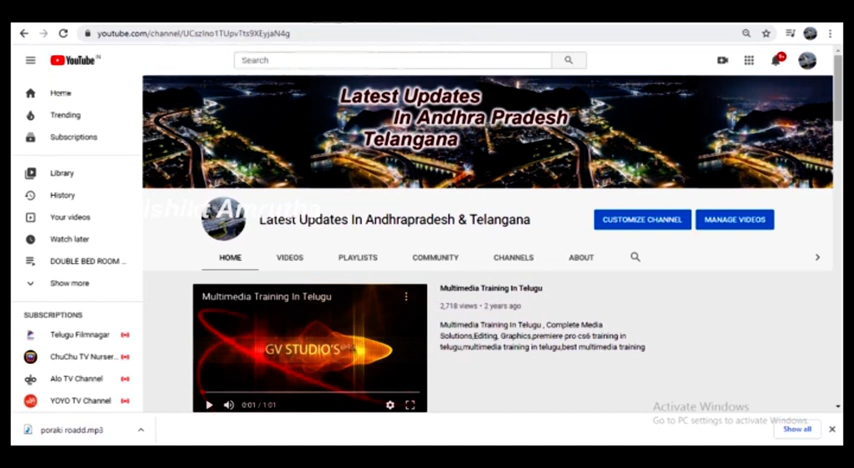 youtube.com/channel/UCszIno1TUpvTts9XEyjaN4g
YouTube IN
Search
9+
Home
Trending
Subscriptions
Library
History
Your videos
Watch later
DOUBLE BED ROOM ...
Show more
SUBSCRIPTIONS
Telugu Filmnagar
ChuChu TV Nurser...
Alo TV Channel
YOYO TV Channel
Latest Updates
In Andhra Pradesh
Telangana
Latest Updates In Andhrapradesh & Telangana
CUSTOMIZE CHANNEL
MANAGE VIDEOS
HOME VIDEOS PLAYLISTS COMMUNITY CHANNELS ABOUT
Multimedia Training In Telugu
GV STUDIO'S
0:01 / 1:01
Multimedia Training In Telugu
2,718 views • 2 years ago
Multimedia Training In Telugu , Complete Media
Solutions,Editing, Graphics,premiere pro cs6 training in
telugu,multimedia training in telugu,best multimedia training
Activate Windows
Go to PC settings to activate Windows.
poraki roadd.mp3
Show all